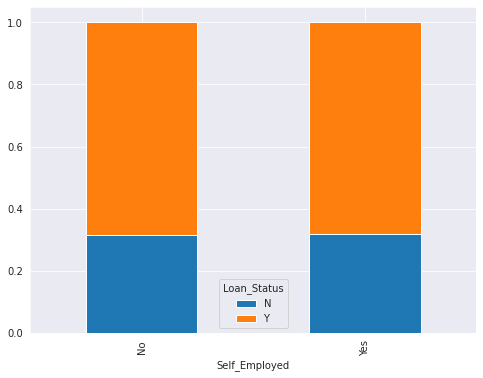 1.0
0.8
0.6
0.4
0.2
0.0
Loan_Status
N
Y
No
Yes
Self_Employed